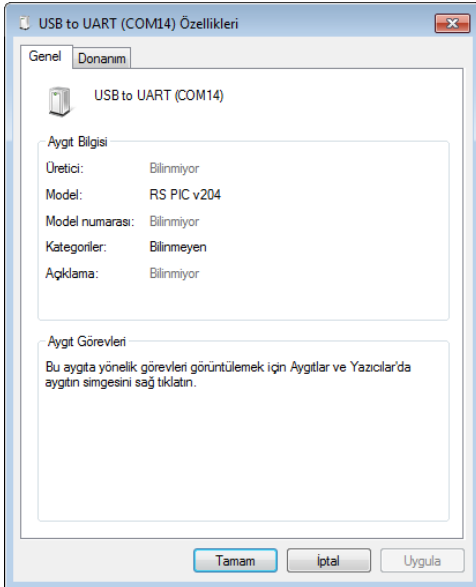 USB to UART (COM14) Özellikleri
Genel
Donanım
USB to UART (COM14)
Aygıt Bilgisi
Üretici: Bilinmiyor
Model: RS PIC v204
Model numarası: Bilinmiyor
Kategoriler: Bilinmeyen
Açıklama: Bilinmiyor
Aygıt Görevleri
Bu aygıta yönelik görevleri görüntülemek için Aygıtlar ve Yazıcılar'da
aygıtın simgesini sağ tıklatın.
Tamam
İptal
Uygula